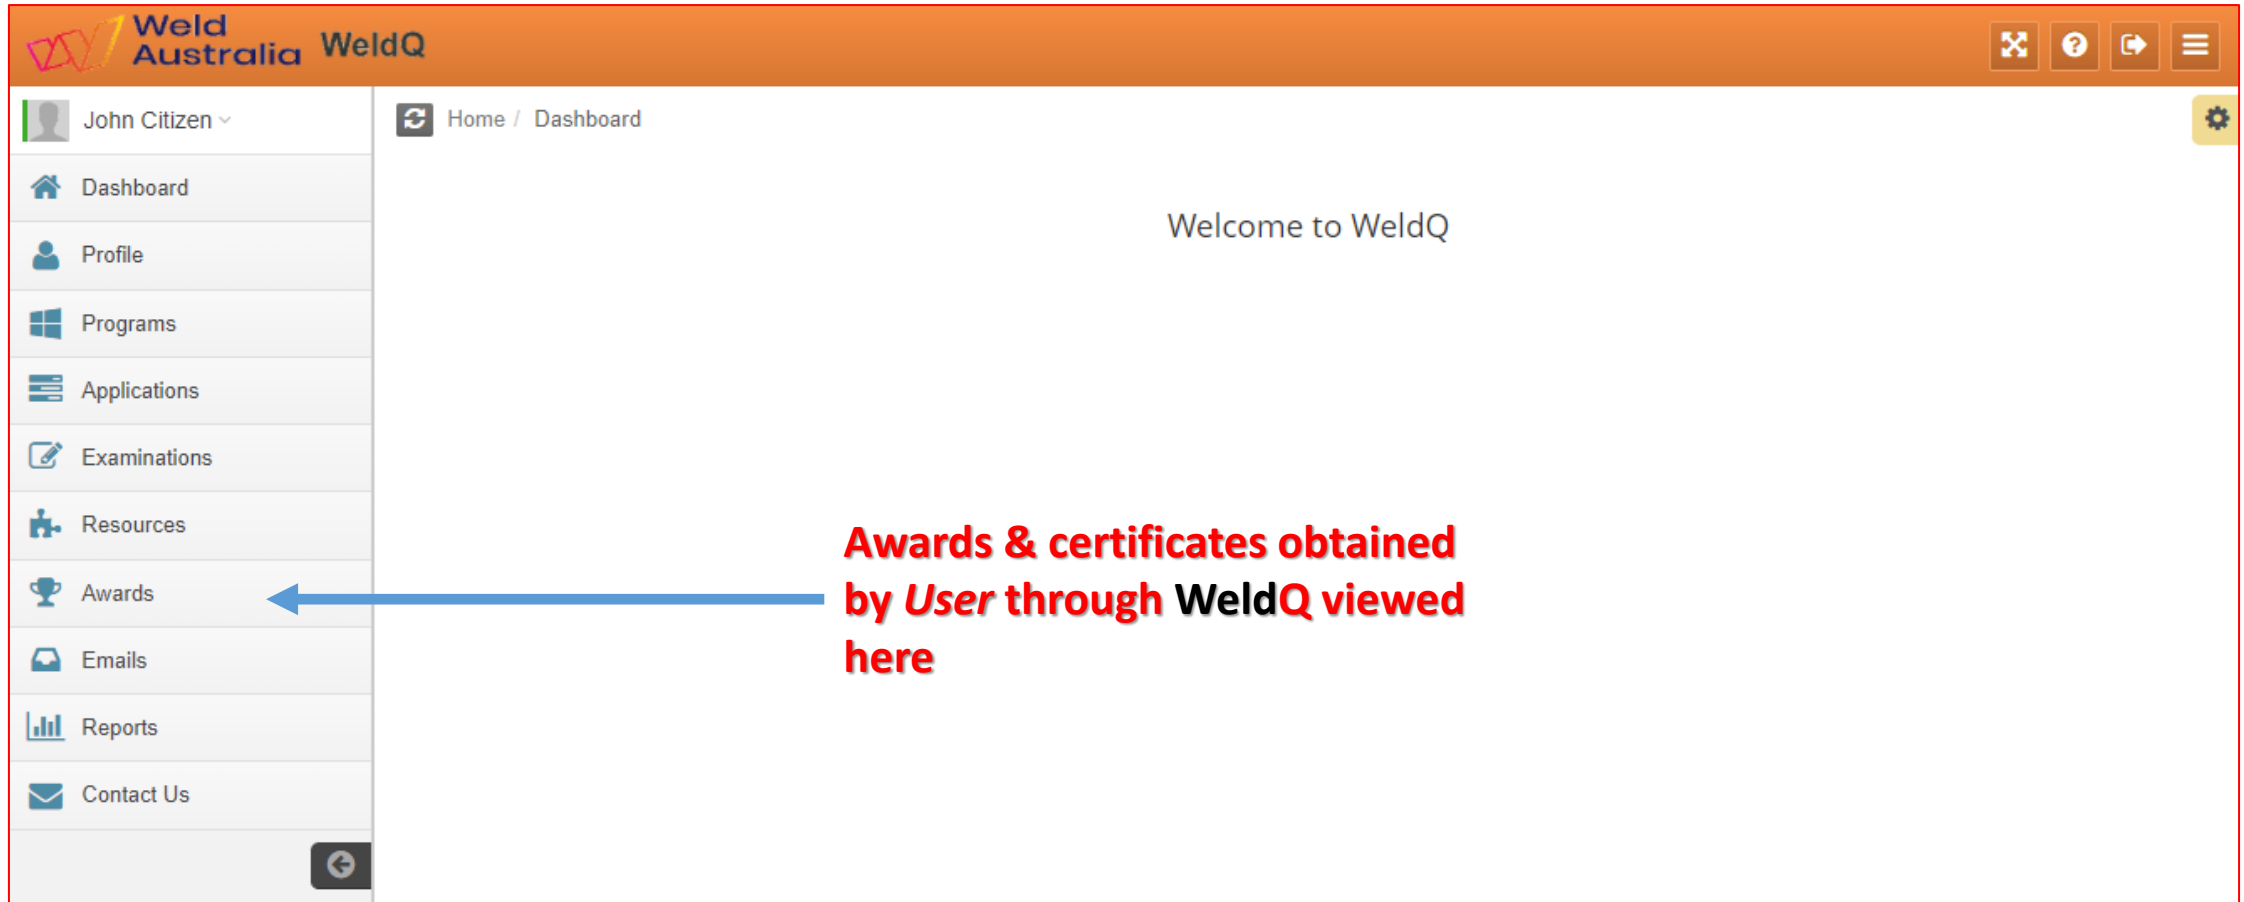 Weld
Australia WeldQ
John Citizen
Home / Dashboard
Dashboard
Profile
Programs
Applications
Examinations
Resources
Awards
Emails
Reports
Contact Us
Welcome to WeldQ
Awards & certificates obtained
by User through WeldQ viewed
here